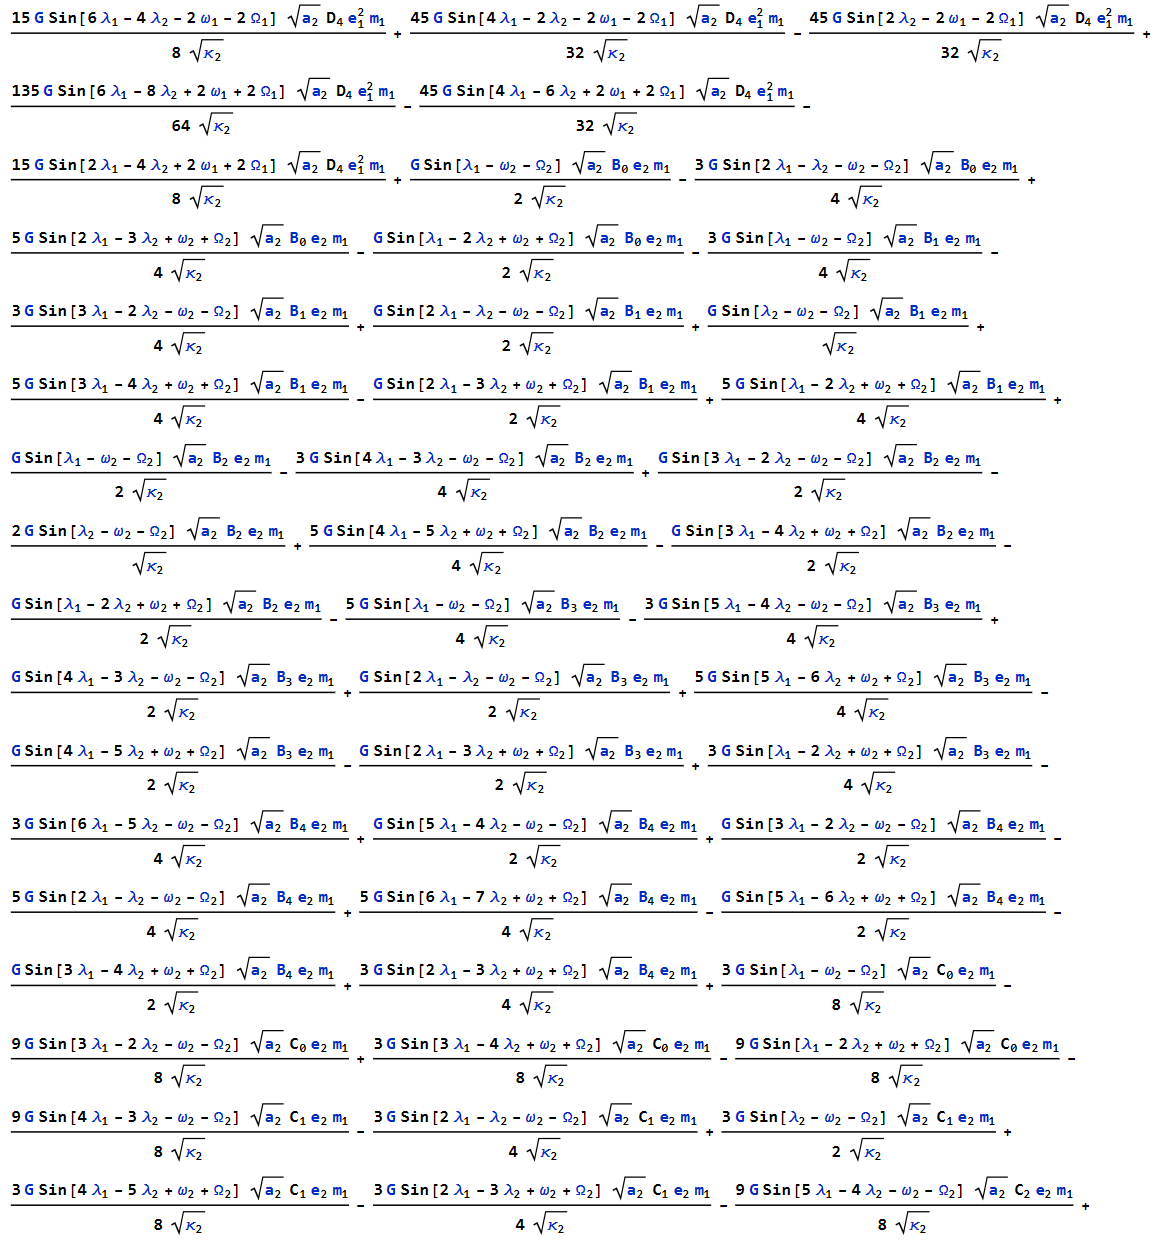 15 G Sin[6 λ₁ − 4 λ₂ − 2 ω₁ − 2 Ω₁] √a₂ D₄ e₁² m₁ / (8 √κ₂) + 45 G Sin[4 λ₁ − 2 λ₂ − 2 ω₁ − 2 Ω₁] √a₂ D₄ e₁² m₁ / (32 √κ₂) − 45 G Sin[2 λ₂ − 2 ω₁ − 2 Ω₁] √a₂ D₄ e₁² m₁ / (32 √κ₂) +
135 G Sin[6 λ₁ − 8 λ₂ + 2 ω₁ + 2 Ω₁] √a₂ D₄ e₁² m₁ / (64 √κ₂) − 45 G Sin[4 λ₁ − 6 λ₂ + 2 ω₁ + 2 Ω₁] √a₂ D₄ e₁² m₁ / (32 √κ₂) −
15 G Sin[2 λ₁ − 4 λ₂ + 2 ω₁ + 2 Ω₁] √a₂ D₄ e₁² m₁ / (8 √κ₂) + G Sin[λ₁ − ω₂ − Ω₂] √a₂ B₀ e₂ m₁ / (2 √κ₂) − 3 G Sin[2 λ₁ − λ₂ − ω₂ − Ω₂] √a₂ B₀ e₂ m₁ / (4 √κ₂) +
5 G Sin[2 λ₁ − 3 λ₂ + ω₂ + Ω₂] √a₂ B₀ e₂ m₁ / (4 √κ₂) − G Sin[λ₁ − 2 λ₂ + ω₂ + Ω₂] √a₂ B₀ e₂ m₁ / (2 √κ₂) − 3 G Sin[λ₁ − ω₂ − Ω₂] √a₂ B₁ e₂ m₁ / (4 √κ₂) −
3 G Sin[3 λ₁ − 2 λ₂ − ω₂ − Ω₂] √a₂ B₁ e₂ m₁ / (4 √κ₂) + G Sin[2 λ₁ − λ₂ − ω₂ − Ω₂] √a₂ B₁ e₂ m₁ / (2 √κ₂) + G Sin[λ₂ − ω₂ − Ω₂] √a₂ B₁ e₂ m₁ / √κ₂ +
5 G Sin[3 λ₁ − 4 λ₂ + ω₂ + Ω₂] √a₂ B₁ e₂ m₁ / (4 √κ₂) − G Sin[2 λ₁ − 3 λ₂ + ω₂ + Ω₂] √a₂ B₁ e₂ m₁ / (2 √κ₂) + 5 G Sin[λ₁ − 2 λ₂ + ω₂ + Ω₂] √a₂ B₁ e₂ m₁ / (4 √κ₂) +
G Sin[λ₁ − ω₂ − Ω₂] √a₂ B₂ e₂ m₁ / (2 √κ₂) − 3 G Sin[4 λ₁ − 3 λ₂ − ω₂ − Ω₂] √a₂ B₂ e₂ m₁ / (4 √κ₂) + G Sin[3 λ₁ − 2 λ₂ − ω₂ − Ω₂] √a₂ B₂ e₂ m₁ / (2 √κ₂) −
2 G Sin[λ₂ − ω₂ − Ω₂] √a₂ B₂ e₂ m₁ / √κ₂ + 5 G Sin[4 λ₁ − 5 λ₂ + ω₂ + Ω₂] √a₂ B₂ e₂ m₁ / (4 √κ₂) − G Sin[3 λ₁ − 4 λ₂ + ω₂ + Ω₂] √a₂ B₂ e₂ m₁ / (2 √κ₂) −
G Sin[λ₁ − 2 λ₂ + ω₂ + Ω₂] √a₂ B₂ e₂ m₁ / (2 √κ₂) − 5 G Sin[λ₁ − ω₂ − Ω₂] √a₂ B₃ e₂ m₁ / (4 √κ₂) − 3 G Sin[5 λ₁ − 4 λ₂ − ω₂ − Ω₂] √a₂ B₃ e₂ m₁ / (4 √κ₂) +
G Sin[4 λ₁ − 3 λ₂ − ω₂ − Ω₂] √a₂ B₃ e₂ m₁ / (2 √κ₂) + G Sin[2 λ₁ − λ₂ − ω₂ − Ω₂] √a₂ B₃ e₂ m₁ / (2 √κ₂) + 5 G Sin[5 λ₁ − 6 λ₂ + ω₂ + Ω₂] √a₂ B₃ e₂ m₁ / (4 √κ₂) −
G Sin[4 λ₁ − 5 λ₂ + ω₂ + Ω₂] √a₂ B₃ e₂ m₁ / (2 √κ₂) − G Sin[2 λ₁ − 3 λ₂ + ω₂ + Ω₂] √a₂ B₃ e₂ m₁ / (2 √κ₂) + 3 G Sin[λ₁ − 2 λ₂ + ω₂ + Ω₂] √a₂ B₃ e₂ m₁ / (4 √κ₂) −
3 G Sin[6 λ₁ − 5 λ₂ − ω₂ − Ω₂] √a₂ B₄ e₂ m₁ / (4 √κ₂) + G Sin[5 λ₁ − 4 λ₂ − ω₂ − Ω₂] √a₂ B₄ e₂ m₁ / (2 √κ₂) + G Sin[3 λ₁ − 2 λ₂ − ω₂ − Ω₂] √a₂ B₄ e₂ m₁ / (2 √κ₂) −
5 G Sin[2 λ₁ − λ₂ − ω₂ − Ω₂] √a₂ B₄ e₂ m₁ / (4 √κ₂) + 5 G Sin[6 λ₁ − 7 λ₂ + ω₂ + Ω₂] √a₂ B₄ e₂ m₁ / (4 √κ₂) − G Sin[5 λ₁ − 6 λ₂ + ω₂ + Ω₂] √a₂ B₄ e₂ m₁ / (2 √κ₂) −
G Sin[3 λ₁ − 4 λ₂ + ω₂ + Ω₂] √a₂ B₄ e₂ m₁ / (2 √κ₂) + 3 G Sin[2 λ₁ − 3 λ₂ + ω₂ + Ω₂] √a₂ B₄ e₂ m₁ / (4 √κ₂) + 3 G Sin[λ₁ − ω₂ − Ω₂] √a₂ C₀ e₂ m₁ / (8 √κ₂) −
9 G Sin[3 λ₁ − 2 λ₂ − ω₂ − Ω₂] √a₂ C₀ e₂ m₁ / (8 √κ₂) + 3 G Sin[3 λ₁ − 4 λ₂ + ω₂ + Ω₂] √a₂ C₀ e₂ m₁ / (8 √κ₂) − 9 G Sin[λ₁ − 2 λ₂ + ω₂ + Ω₂] √a₂ C₀ e₂ m₁ / (8 √κ₂) −
9 G Sin[4 λ₁ − 3 λ₂ − ω₂ − Ω₂] √a₂ C₁ e₂ m₁ / (8 √κ₂) − 3 G Sin[2 λ₁ − λ₂ − ω₂ − Ω₂] √a₂ C₁ e₂ m₁ / (4 √κ₂) + 3 G Sin[λ₂ − ω₂ − Ω₂] √a₂ C₁ e₂ m₁ / (2 √κ₂) +
3 G Sin[4 λ₁ − 5 λ₂ + ω₂ + Ω₂] √a₂ C₁ e₂ m₁ / (8 √κ₂) − 3 G Sin[2 λ₁ − 3 λ₂ + ω₂ + Ω₂] √a₂ C₁ e₂ m₁ / (4 √κ₂) − 9 G Sin[5 λ₁ − 4 λ₂ − ω₂ − Ω₂] √a₂ C₂ e₂ m₁ / (8 √κ₂) +